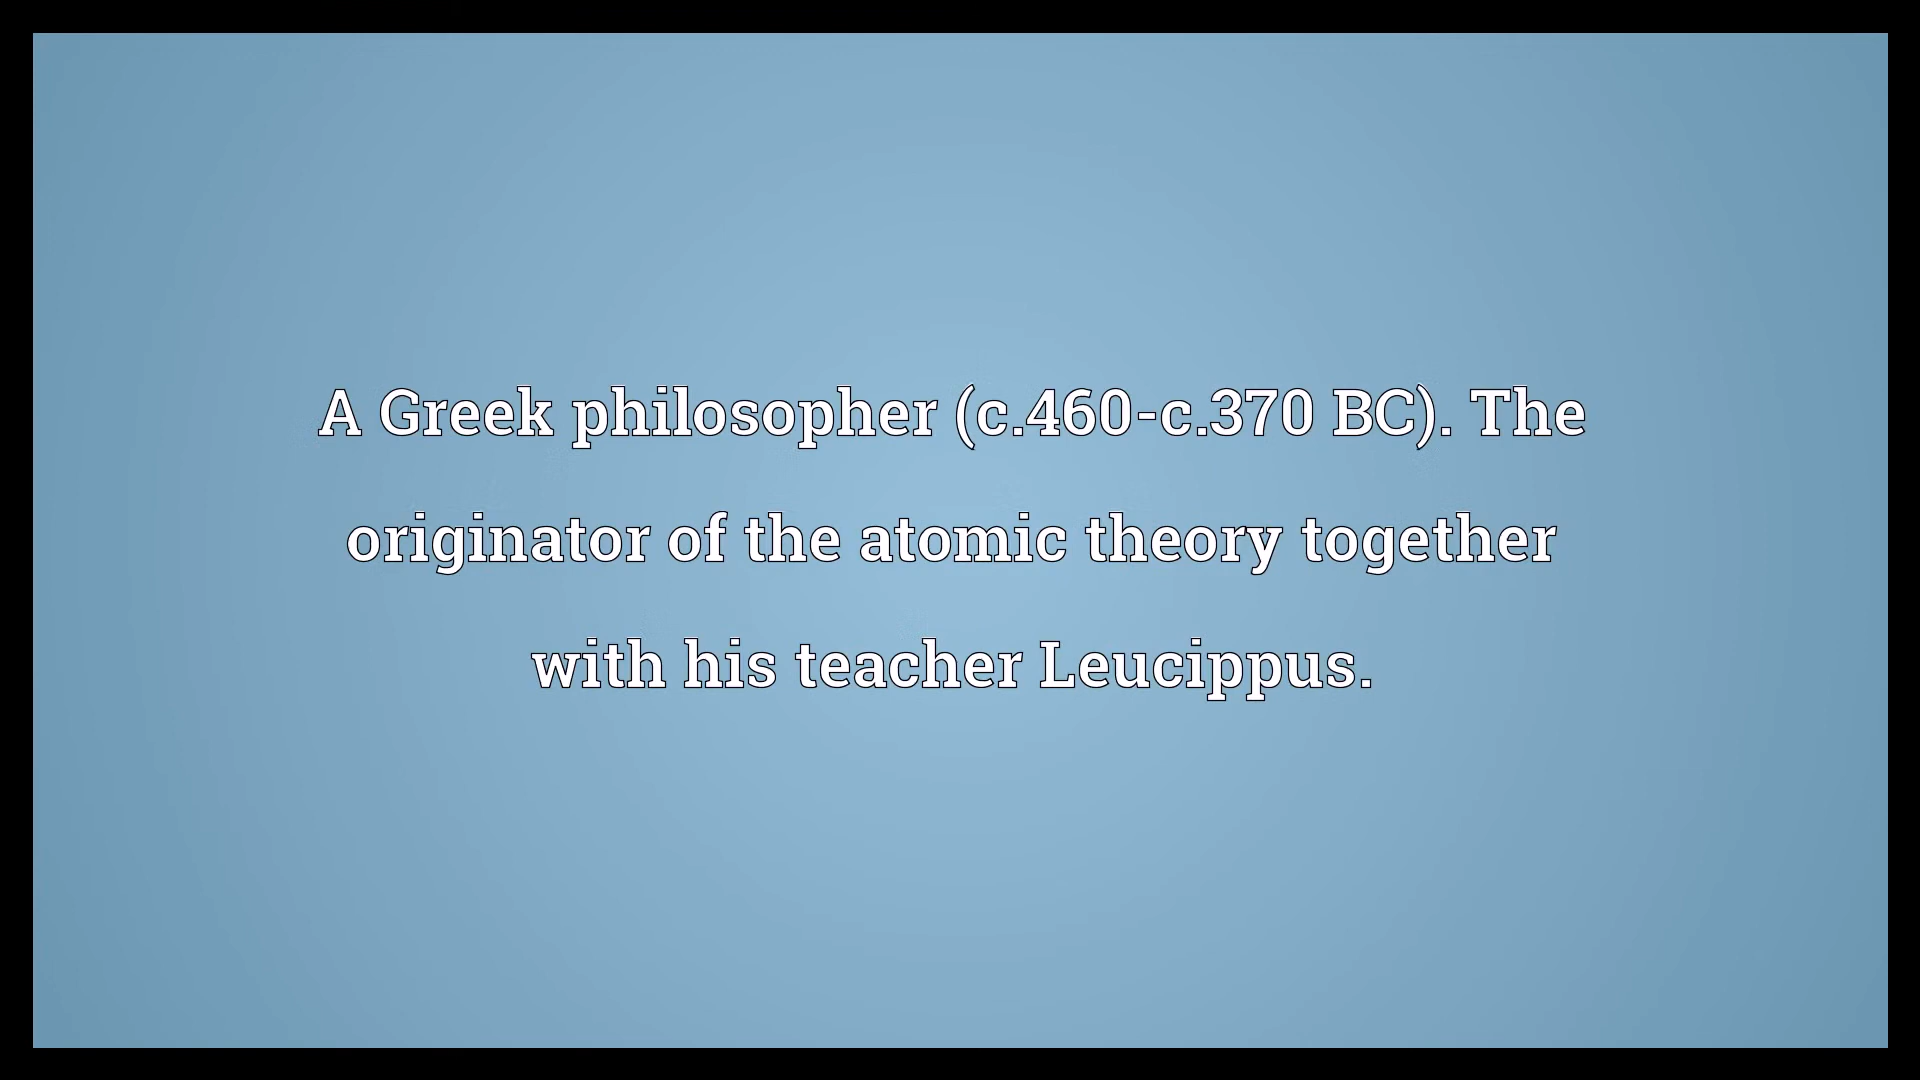 A Greek philosopher (c.460-c.370 BC). The
originator of the atomic theory together
with his teacher Leucippus.